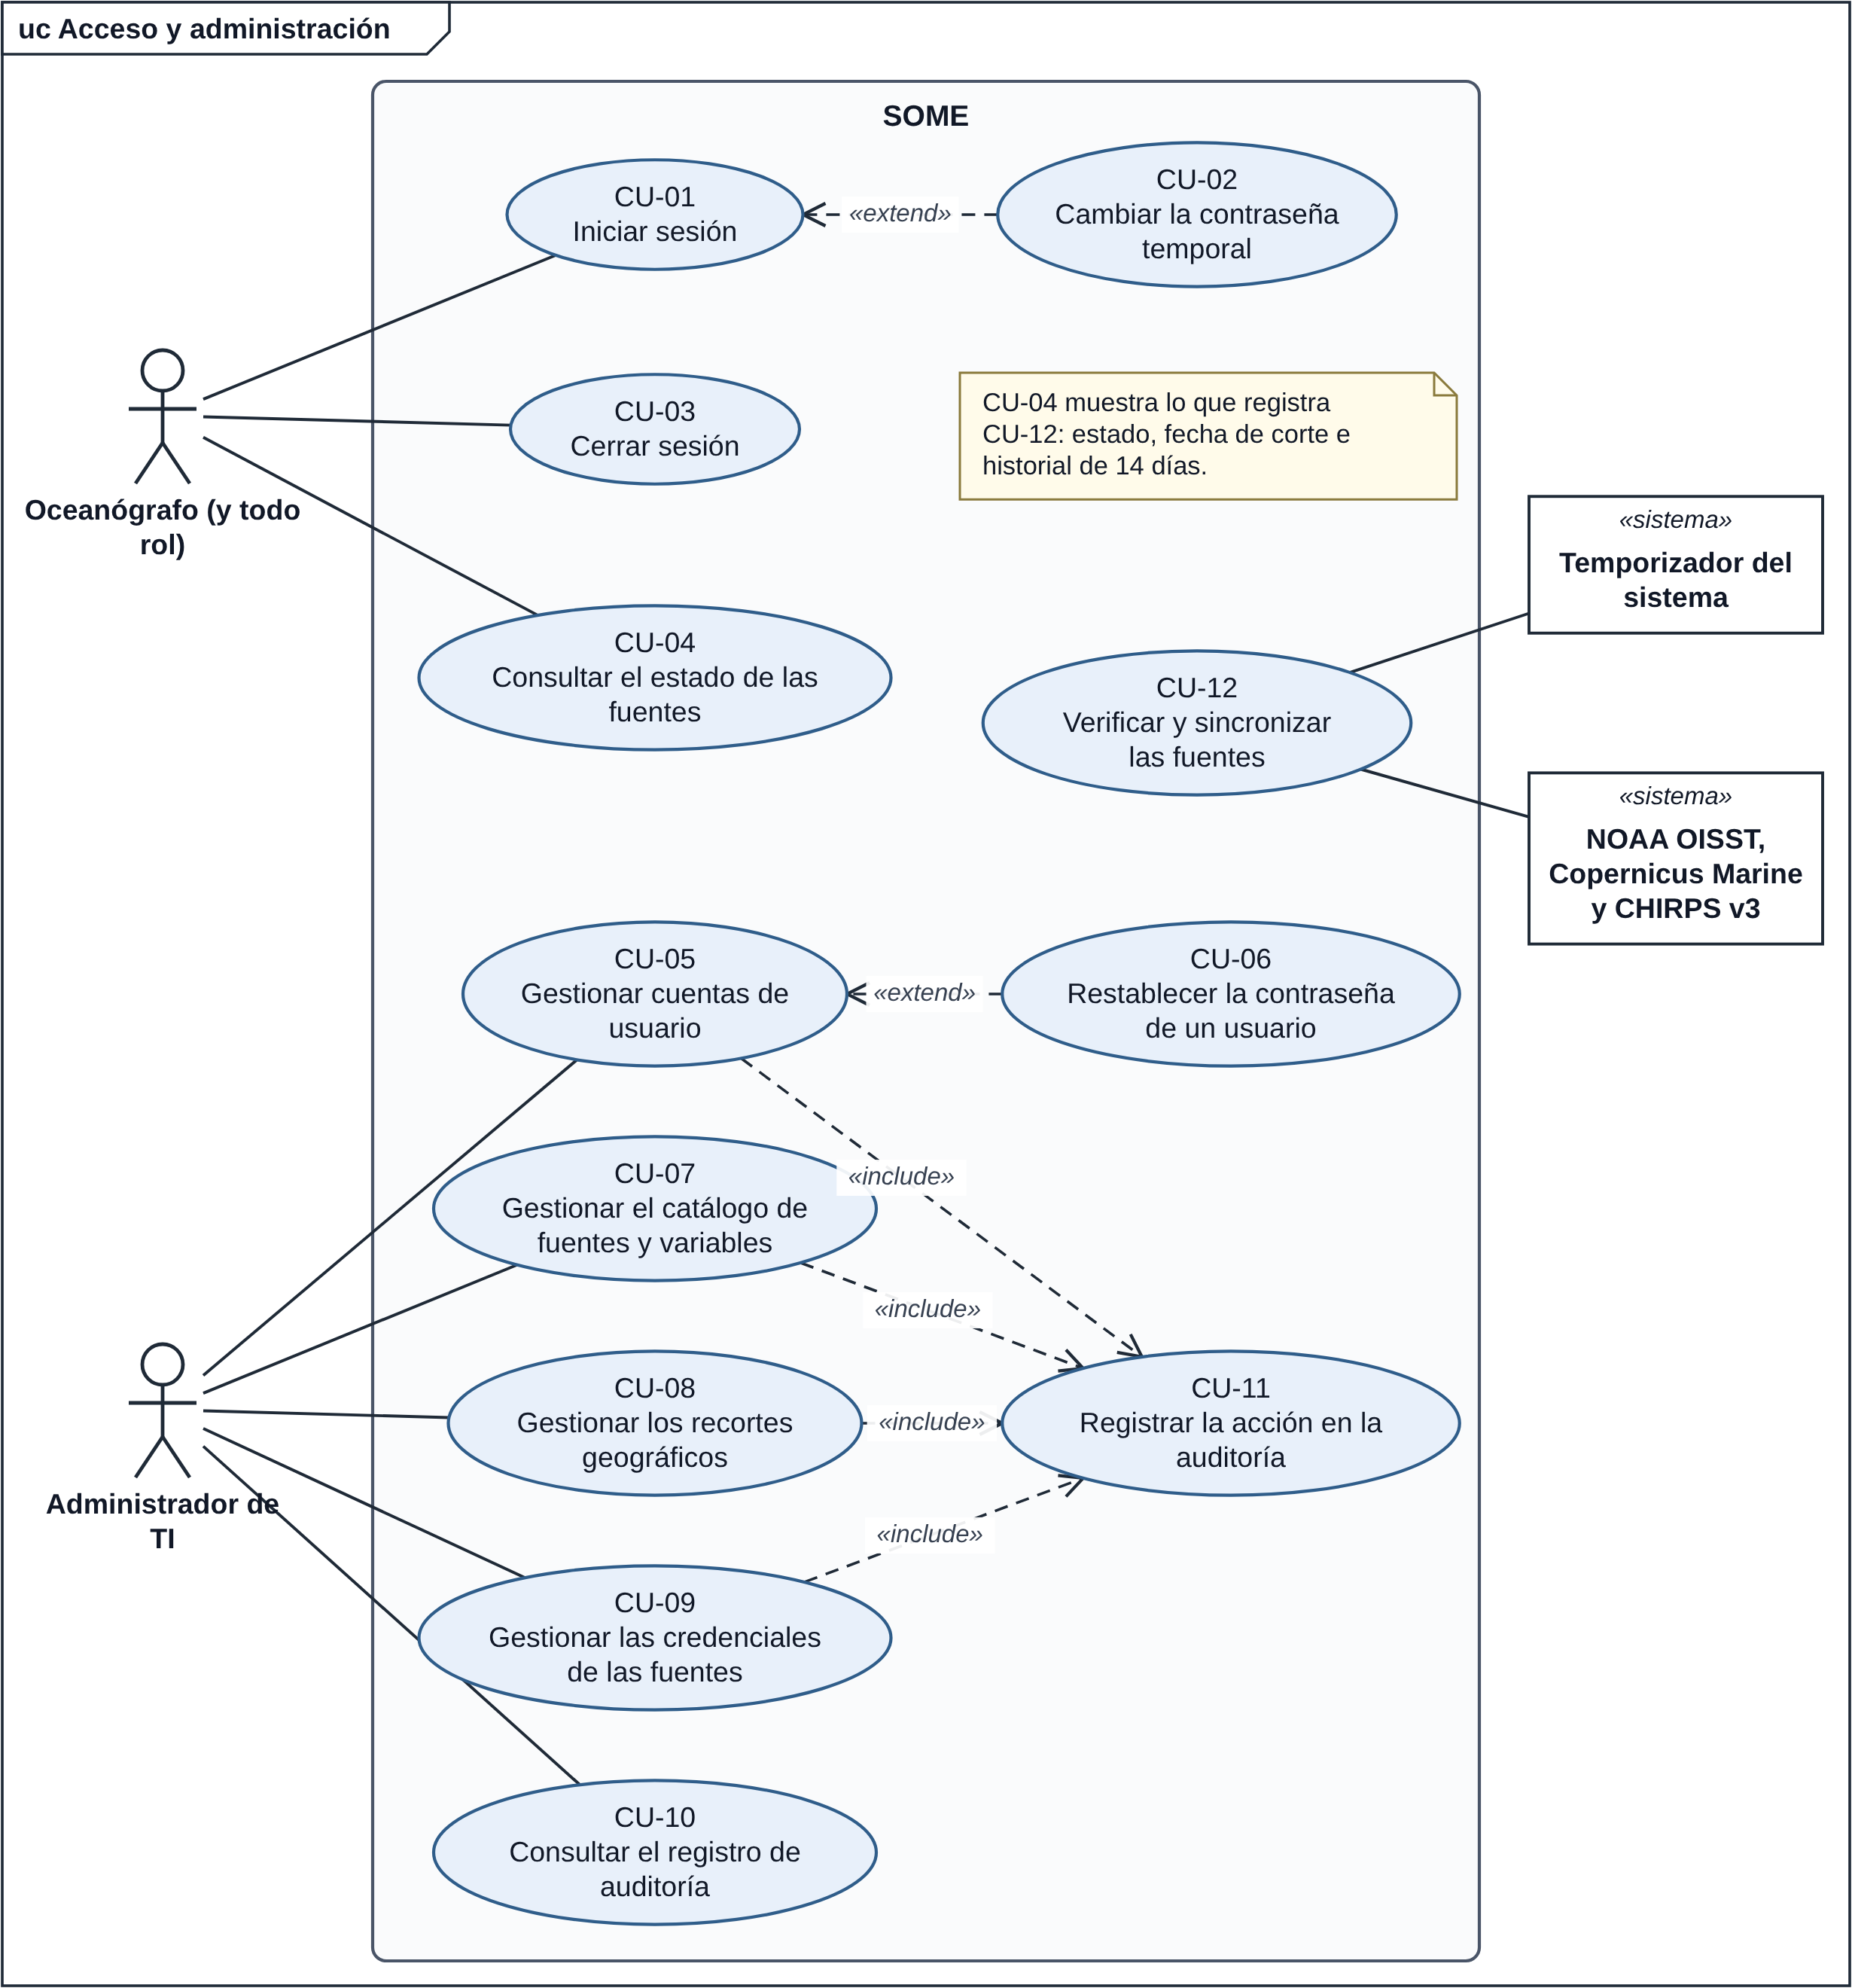 uc Acceso y administración
SOME
CU-01
Iniciar sesión
«extend»
CU-02
Cambiar la contraseña
temporal
CU-03
Cerrar sesión
CU-04 muestra lo que registra
CU-12: estado, fecha de corte e
historial de 14 días.
Oceanógrafo (y todo
rol)
«sistema»
Temporizador del
sistema
CU-04
Consultar el estado de las
fuentes
CU-12
Verificar y sincronizar
las fuentes
«sistema»
NOAA OISST,
Copernicus Marine
y CHIRPS v3
CU-05
Gestionar cuentas de
usuario
«extend»
CU-06
Restablecer la contraseña
de un usuario
CU-07
Gestionar el catálogo de
fuentes y variables
«include»
«include»
CU-08
Gestionar los recortes
geográficos
«include»
CU-11
Registrar la acción en la
auditoría
Administrador de
TI
«include»
CU-09
Gestionar las credenciales
de las fuentes
CU-10
Consultar el registro de
auditoría